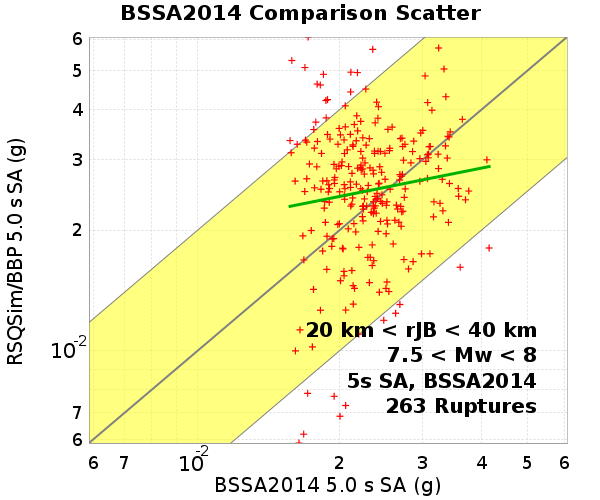 BSSA2014 Comparison Scatter
RSQSim/BBP 5.0 s SA (g)
6
5
4
3
2
10-2
7
6
20 km < rJB < 40 km
7.5 < Mw < 8
5s SA, BSSA2014
263 Ruptures
6 7 10-2 2 3 4 5 6
BSSA2014 5.0 s SA (g)